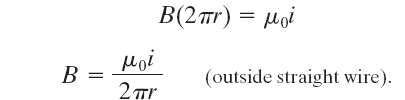 B(2πr) = μ₀i
B = μ₀i / 2πr (outside straight wire).